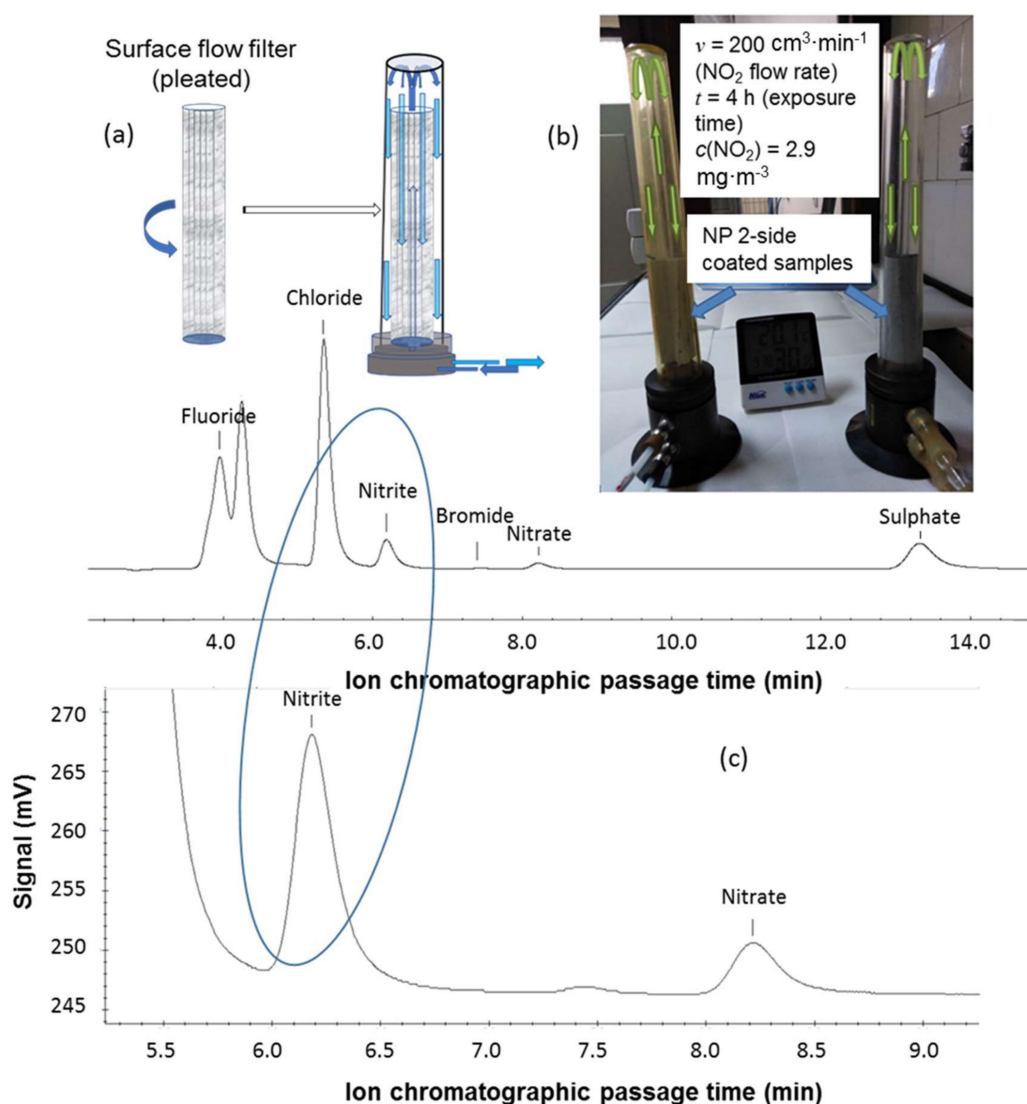 Surface flow filter
(pleated)
(a)
(b)
v = 200 cm³·min⁻¹
(NO₂ flow rate)
t = 4 h (exposure
time)
c(NO₂) = 2.9
mg·m⁻³
NP 2-side
coated samples
Chloride
Fluoride
Nitrite
Bromide
Nitrate
Sulphate
4.0 6.0 8.2 10.0 12.0 14.0
Ion chromatographic passage time (min)
Nitrite
(c)
Nitrate
Signal (mV)
270
265
260
255
250
245
5.5 6.0 6.5 7.0 7.5 8.0 8.5 9.0
Ion chromatographic passage time (min)